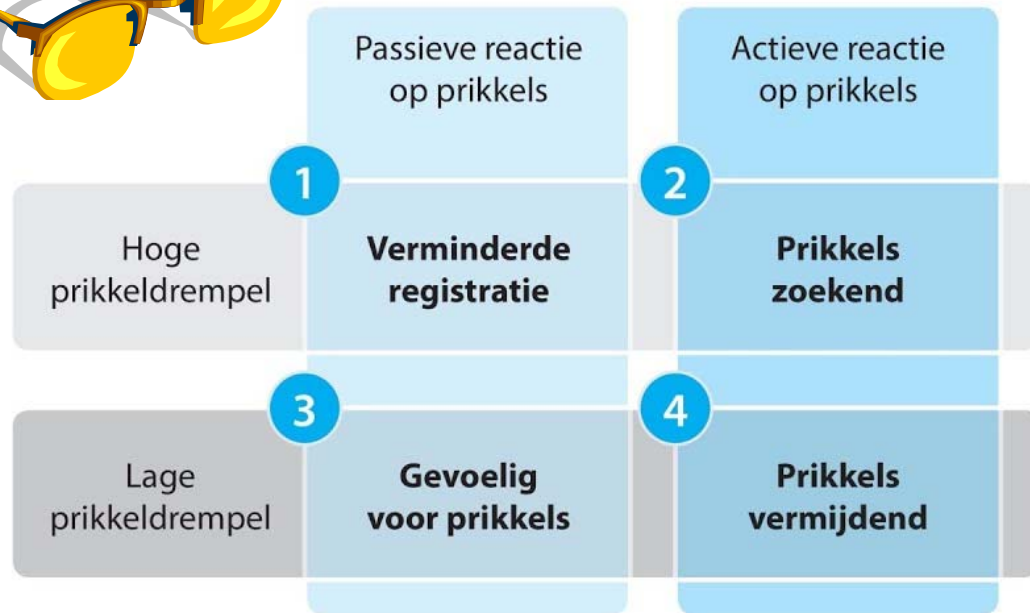 Passieve reactie
op prikkels
Actieve reactie
op prikkels
1
2
Hoge
prikkeldrempel
Verminderde
registratie
Prikkels
zoekend
3
4
Lage
prikkeldrempel
Gevoelig
voor prikkels
Prikkels
vermijdend